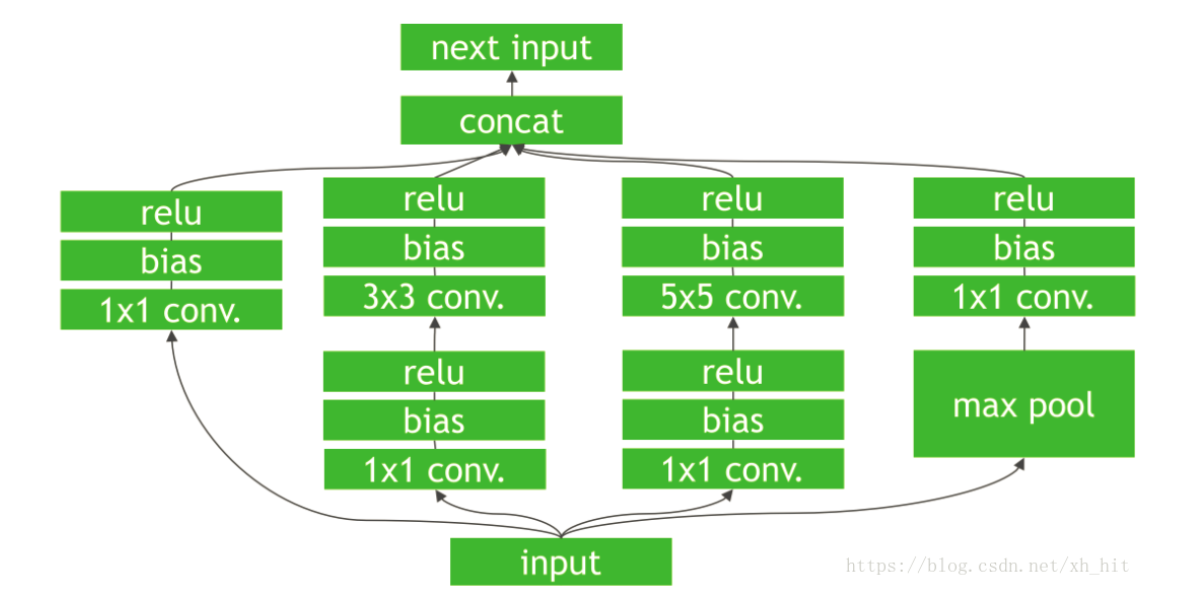 next input
concat
relu
bias
1x1 conv.
relu
bias
3x3 conv.
relu
bias
1x1 conv.
relu
bias
5x5 conv.
relu
bias
1x1 conv.
relu
bias
1x1 conv.
max pool
input
https://blog.csdn.net/xh_hit